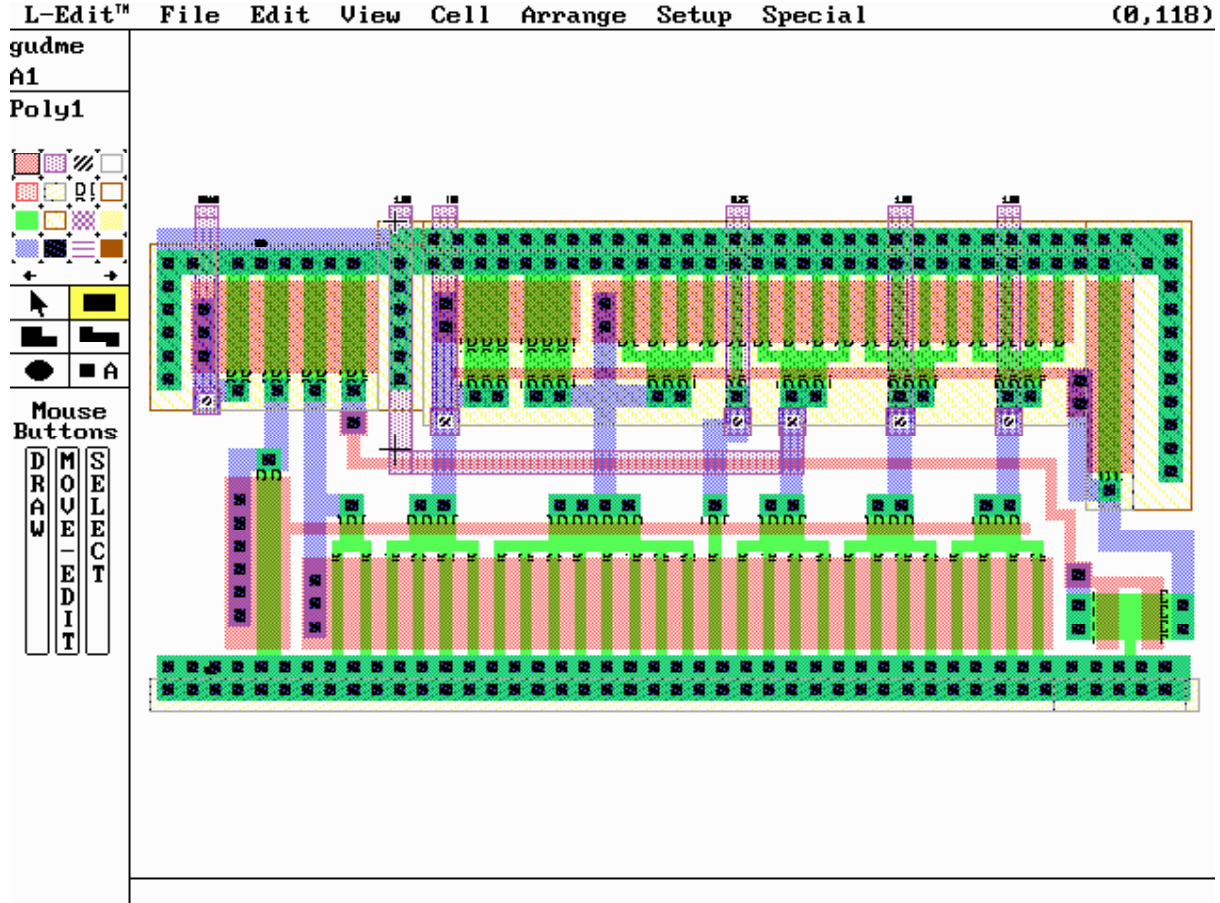 L-Edit™ File Edit View Cell Arrange Setup Special (0,118)
gudme
A1
Poly1
A
Mouse
Buttons
DRAW
MOVE-EDIT
SELECT